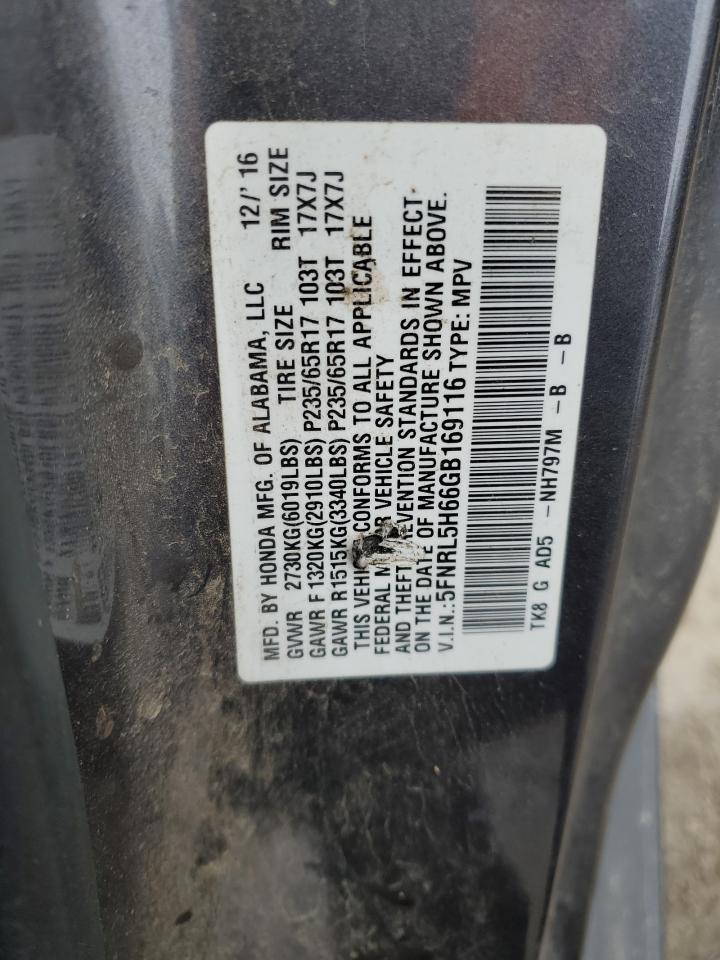 MFD. BY HONDA MFG. OF ALABAMA, LLC 12/' 16
GVWR 2730KG(6019LBS) TIRE SIZE RIM SIZE
GAWR F 1320KG(2910LBS) P235/65R17 103T 17X7J
GAWR R1515KG(3340LBS) P235/65R17 103T 17X7J
THIS VEHICLE CONFORMS TO ALL APPLICABLE
FEDERAL MOTOR VEHICLE SAFETY
AND THEFT PREVENTION STANDARDS IN EFFECT
ON THE DATE OF MANUFACTURE SHOWN ABOVE.
V.I.N.:5FNRL5H66GB169116 TYPE: MPV
TK8 G AD5 -NH797M -B -B